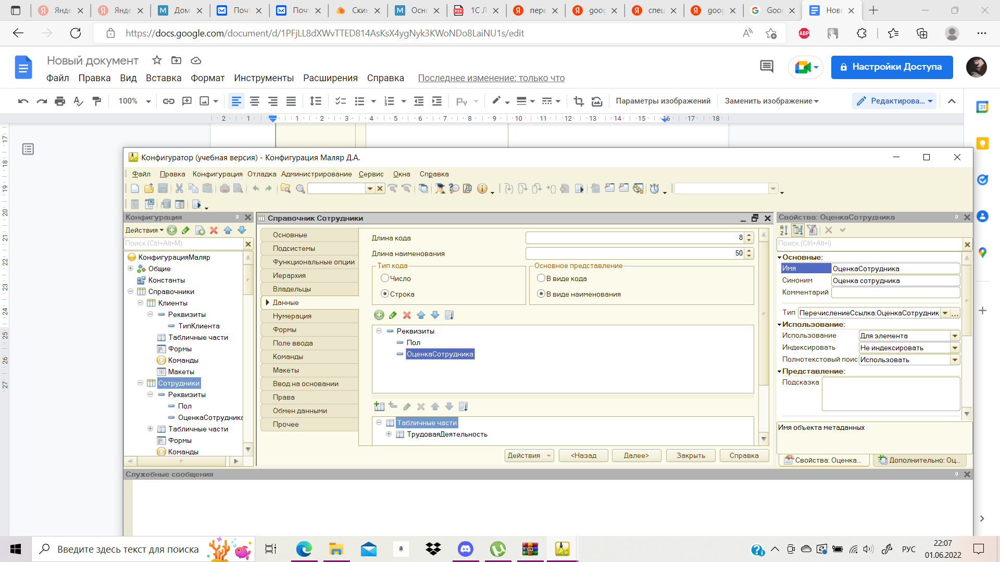 Янде
Янде
Дом
Почт
Почт
Скин
Осно
1С Л
пере
goog
спец
goog
Goog
Новы
https://docs.google.com/document/d/1PFjLL8dXWvTTED814AsKsX4ygNyk3KWoNDo8LaiNU1s/edit
Новый документ
Файл Правка Вид Вставка Формат Инструменты Расширения Справка Последнее изменение: только что
Настройки Доступа
100%
Параметры изображений
Заменить изображение
Редактирова...
2 1 1 2 3 4 5 6 7 8 9 10 11 12 13 14 15 16 17 18
17
18
19
20
21
22
23
24
25
26
27
Конфигуратор (учебная версия) - Конфигурация Маляр Д.А.
Файл Правка Конфигурация Отладка Администрирование Сервис Окна Справка
Конфигурация
Действия
Поиск (Ctrl+Alt+M)
КонфигурацияМаляр
Общие
Константы
Справочники
Клиенты
Реквизиты
ТипКлиента
Табличные части
Формы
Команды
Макеты
Сотрудники
Реквизиты
Пол
ОценкаСотрудника
Табличные части
Формы
Команды
Справочник Сотрудники
Основные
Подсистемы
Функциональные опции
Иерархия
Владельцы
Данные
Нумерация
Формы
Поле ввода
Команды
Макеты
Ввод на основании
Права
Обмен данными
Прочее
Длина кода 8
Длина наименования 50
Тип кода
Число
Строка
Основное представление
В виде кода
В виде наименования
Реквизиты
Пол
ОценкаСотрудника
Табличные части
ТрудоваяДеятельность
Действия <Назад Далее> Закрыть Справка
Свойства: ОценкаСотрудника
Поиск (Ctrl+Alt+I)
Основные:
Имя ОценкаСотрудника
Синоним Оценка сотрудника
Комментарий
Тип ПеречислениеСсылка.ОценкаСотрудник
Использование:
Использование Для элемента
Индексировать Не индексировать
Полнотекстовый поис Использовать
Представление:
Подсказка
Имя объекта метаданных
Свойства: Оценка...
Дополнительно: Оц...
Служебные сообщения
Введите здесь текст для поиска
РУС
22:07
01.06.2022